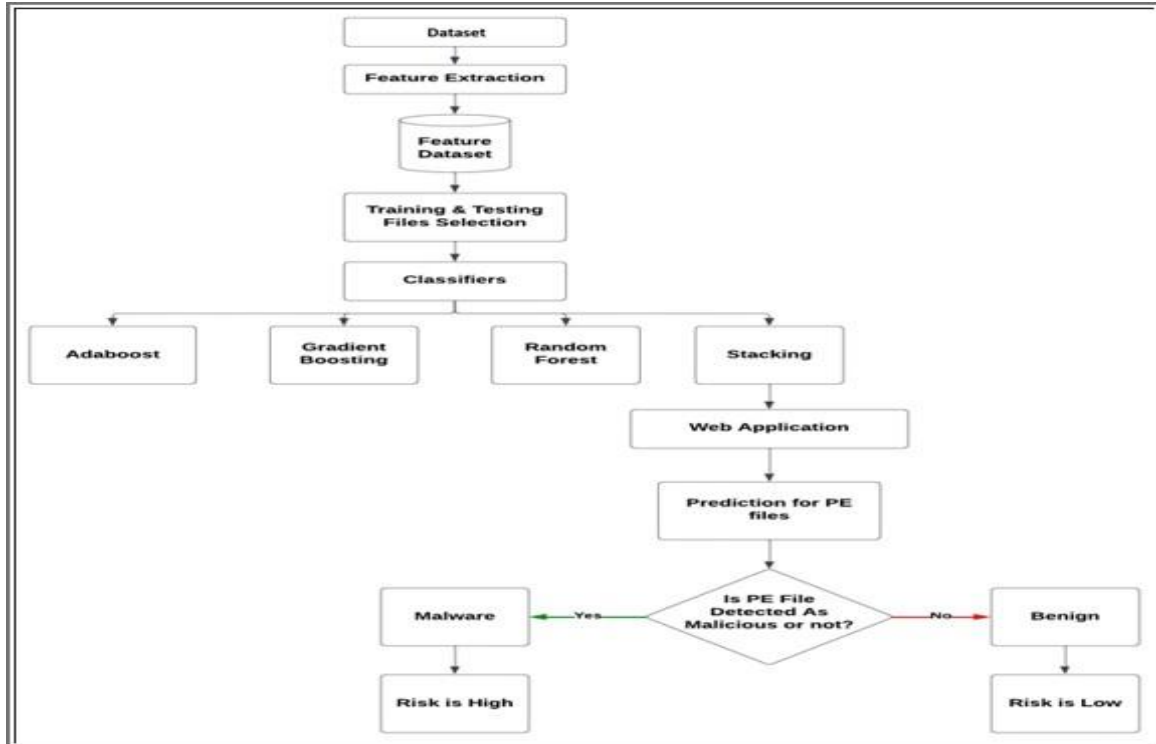 Dataset
Feature Extraction
Feature
Dataset
Training & Testing
Files Selection
Classifiers
Adaboost
Gradient
Boosting
Random
Forest
Stacking
Web Application
Prediction for PE
files
Is PE File
Detected As
Malicious or not?
Yes
No
Malware
Benign
Risk is High
Risk is Low